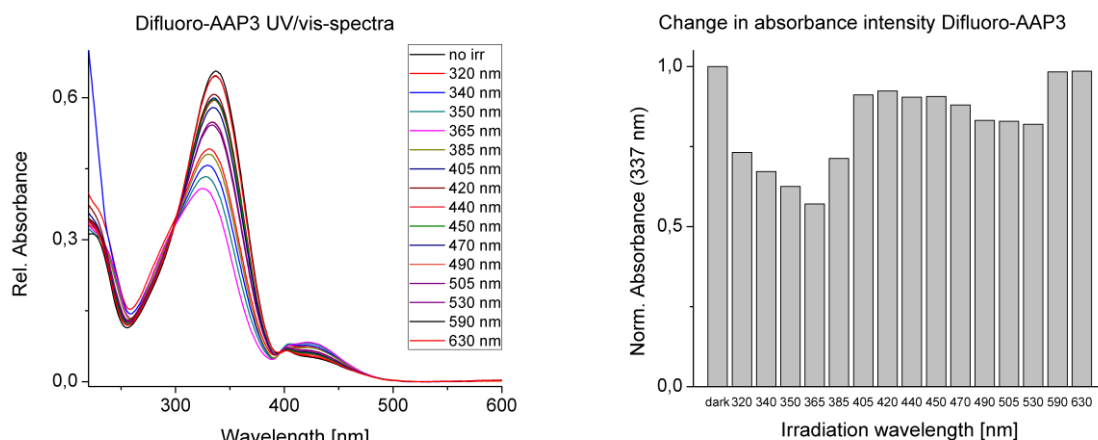 Difluoro-AAP3 UV/vis-spectra
no irr
320 nm
340 nm
350 nm
365 nm
385 nm
405 nm
420 nm
440 nm
450 nm
470 nm
490 nm
505 nm
530 nm
590 nm
630 nm
Rel. Absorbance
0,6
0,3
0,0
300 400 500 600
Wavelength [nm]
Change in absorbance intensity Difluoro-AAP3
Norm. Absorbance (337 nm)
1,0
0,5
0,0
dark 320 340 350 365 385 405 420 440 450 470 490 505 530 590 630
Irradiation wavelength [nm]